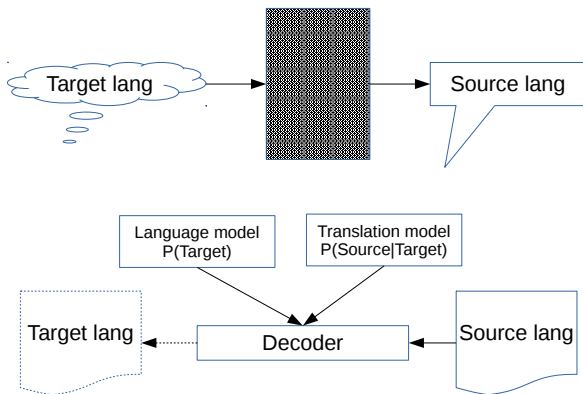 Target lang
Source lang
Language model
P(Target)
Translation model
P(Source|Target)
Target lang
Decoder
Source lang